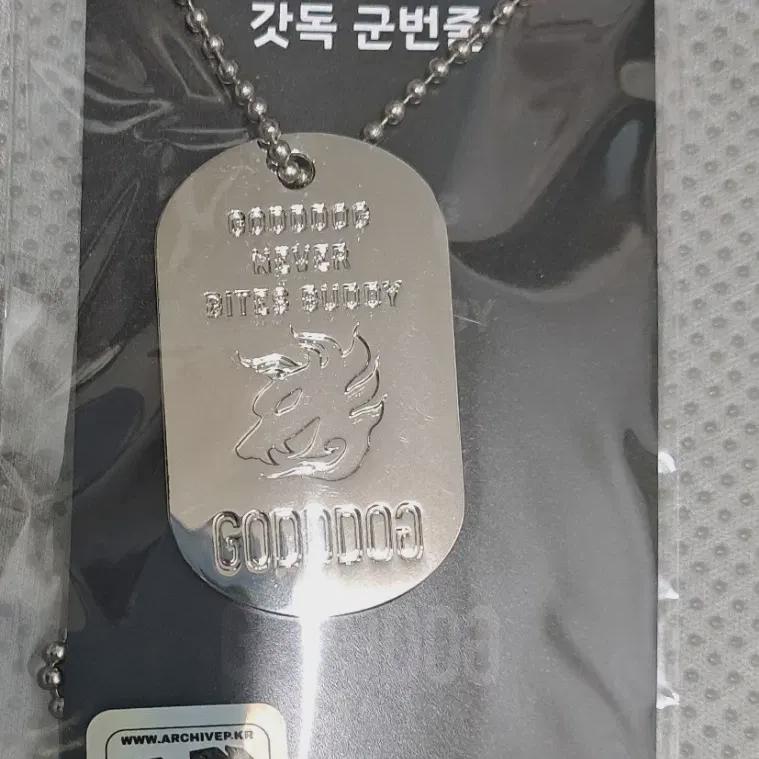 갓독 군번줄
GODDDOG
NEVER
BITES BUDDY
GODDDOG
WWW.ARCHIVEP.KR